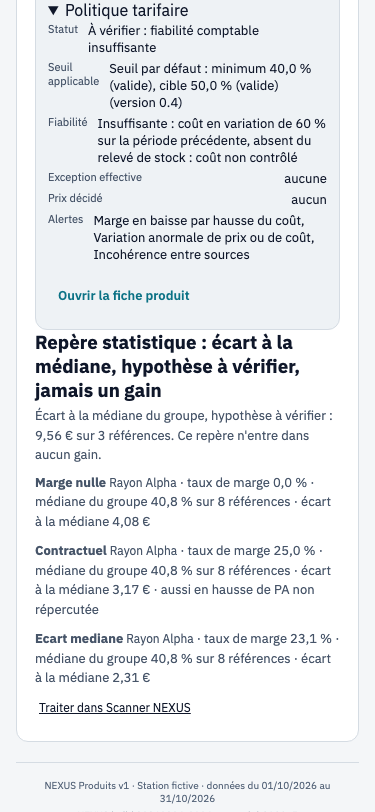 ▼ Politique tarifaire
Statut À vérifier : fiabilité comptable
insuffisante
Seuil applicable Seuil par défaut : minimum 40,0 %
(valide), cible 50,0 % (valide)
(version 0.4)
Fiabilité Insuffisante : coût en variation de 60 %
sur la période précédente, absent du
relevé de stock : coût non contrôlé
Exception effective aucune
Prix décidé aucun
Alertes Marge en baisse par hausse du coût,
Variation anormale de prix ou de coût,
Incohérence entre sources
Ouvrir la fiche produit
Repère statistique : écart à la
médiane, hypothèse à vérifier,
jamais un gain
Écart à la médiane du groupe, hypothèse à vérifier :
9,56 € sur 3 références. Ce repère n'entre dans
aucun gain.
Marge nulle Rayon Alpha · taux de marge 0,0 % ·
médiane du groupe 40,8 % sur 8 références · écart
à la médiane 4,08 €
Contractuel Rayon Alpha · taux de marge 25,0 % ·
médiane du groupe 40,8 % sur 8 références · écart
à la médiane 3,17 € · aussi en hausse de PA non
répercutée
Ecart mediane Rayon Alpha · taux de marge 23,1 % ·
médiane du groupe 40,8 % sur 8 références · écart
à la médiane 2,31 €
Traiter dans Scanner NEXUS
NEXUS Produits v1 · Station fictive · données du 01/10/2026 au
31/10/2026